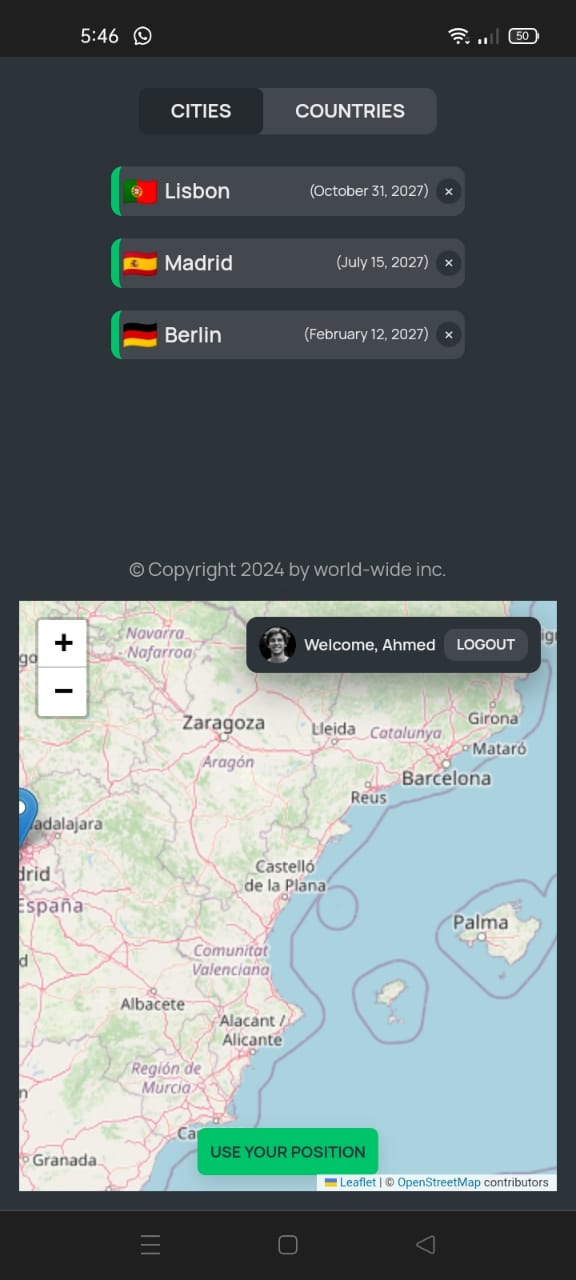 5:46
50
CITIES COUNTRIES
Lisbon (October 31, 2027) ×
Madrid (July 15, 2027) ×
Berlin (February 12, 2027) ×
© Copyright 2024 by world-wide inc.
+
−
Welcome, Ahmed LOGOUT
Navarra
- Nafarroa
Zaragoza
Aragón
Lleida
Catalunya
Girona
Mataró
Barcelona
Reus
adalajara
drid
España
Castelló
de la Plana
Palma
Comunitat
Valenciana
Albacete
Alacant /
Alicante
Región de
Murcia
Ca
Granada
USE YOUR POSITION
Leaflet | © OpenStreetMap contributors